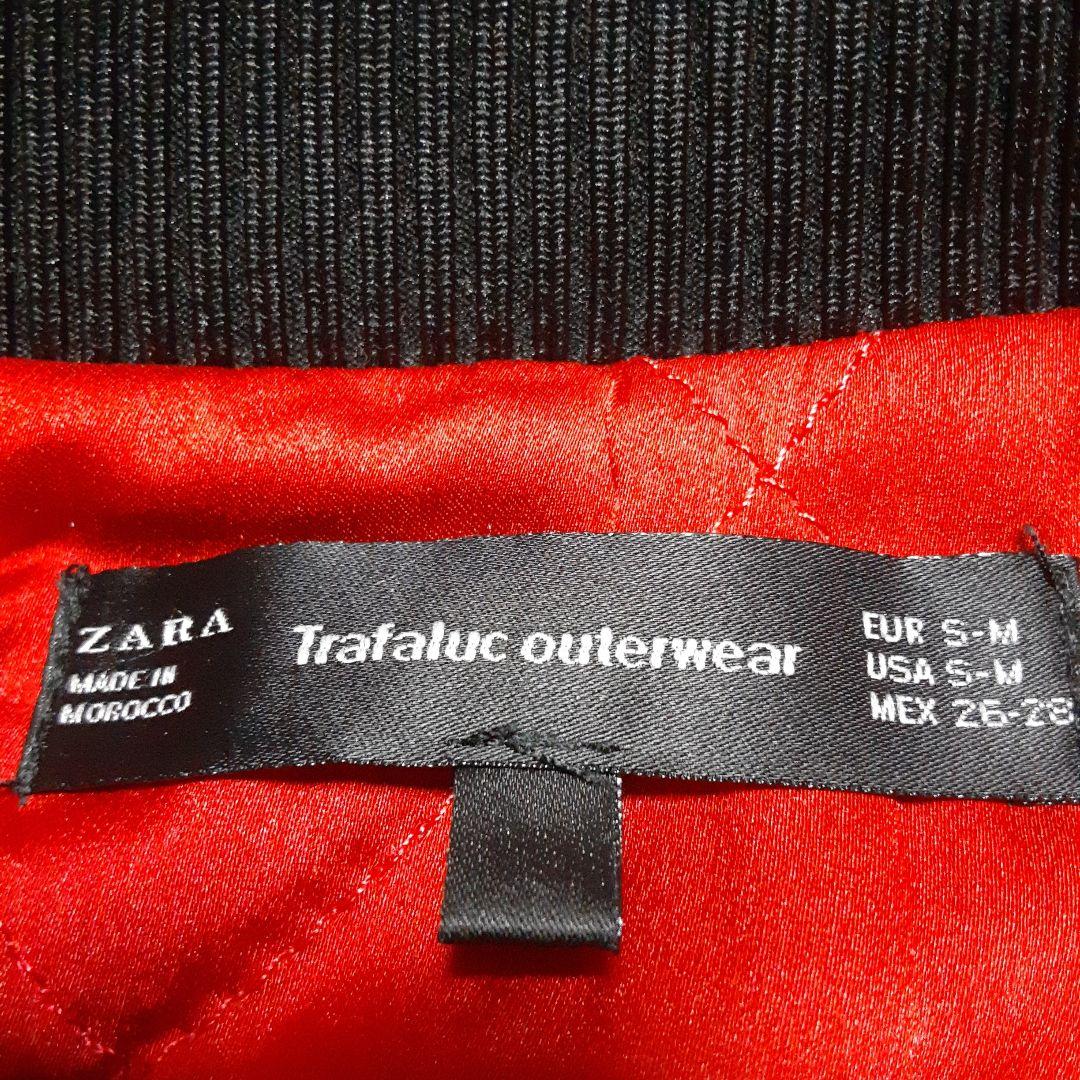 ZARA
MADE IN
MOROCCO
Trafaluc outerwear
EUR S-M
USA S-M
MEX 26-28